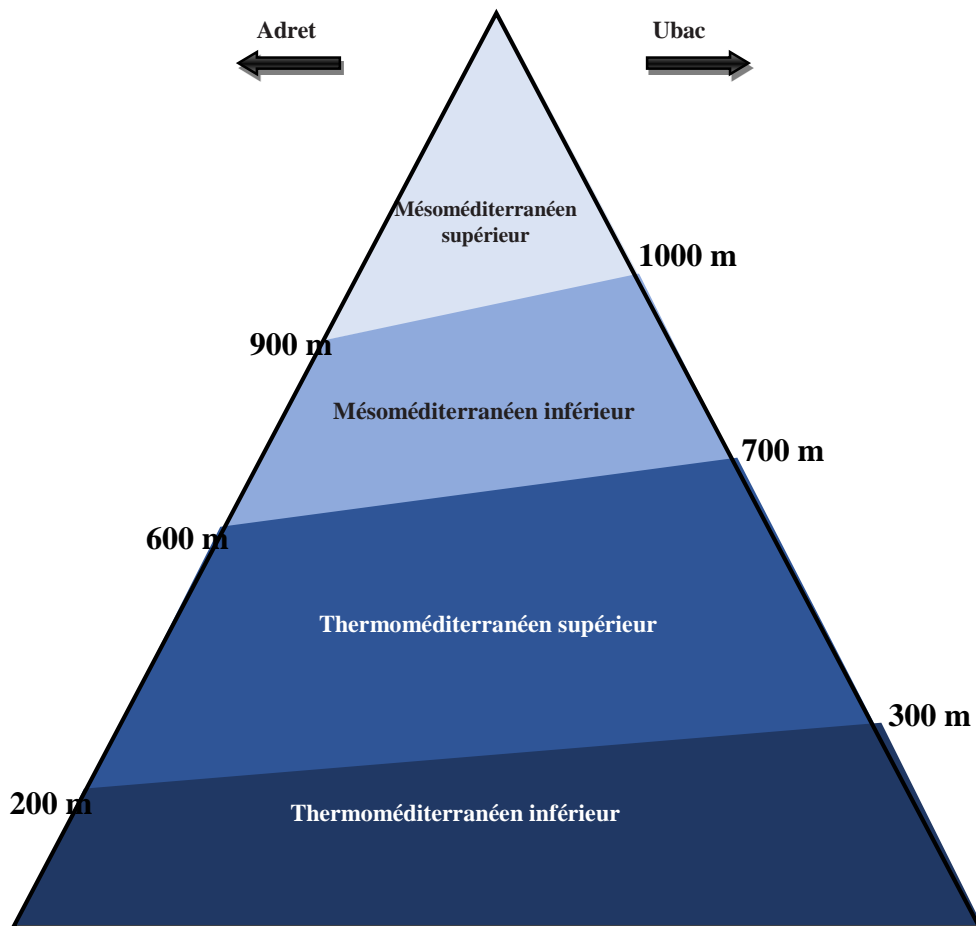 Adret
Ubac
Mésoméditerranéen
supérieur
1000 m
900 m
Mésoméditerranéen inférieur
700 m
600 m
Thermoméditerranéen supérieur
300 m
200 m
Thermoméditerranéen inférieur